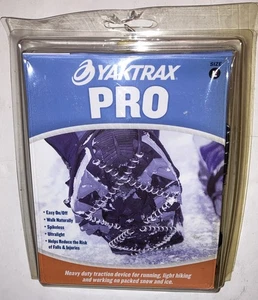 YAKTRAX
SIZE
PRO
• Easy On/Off
• Walk Naturally
• Spikeless
• Ultralight
• Helps Reduce the Risk
of Falls & Injuries
Heavy duty traction device for running, light hiking
and working on packed snow and ice.